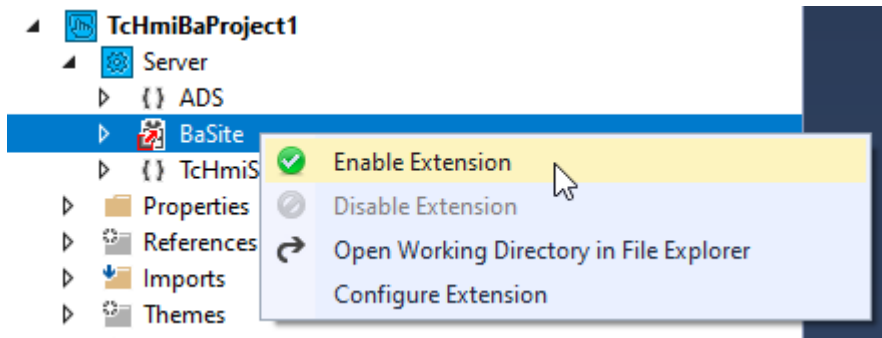 TcHmiBaProject1
Server
{} ADS
BaSite
{} TcHmiS
Enable Extension
Properties
Disable Extension
References
Open Working Directory in File Explorer
Imports
Configure Extension
Themes